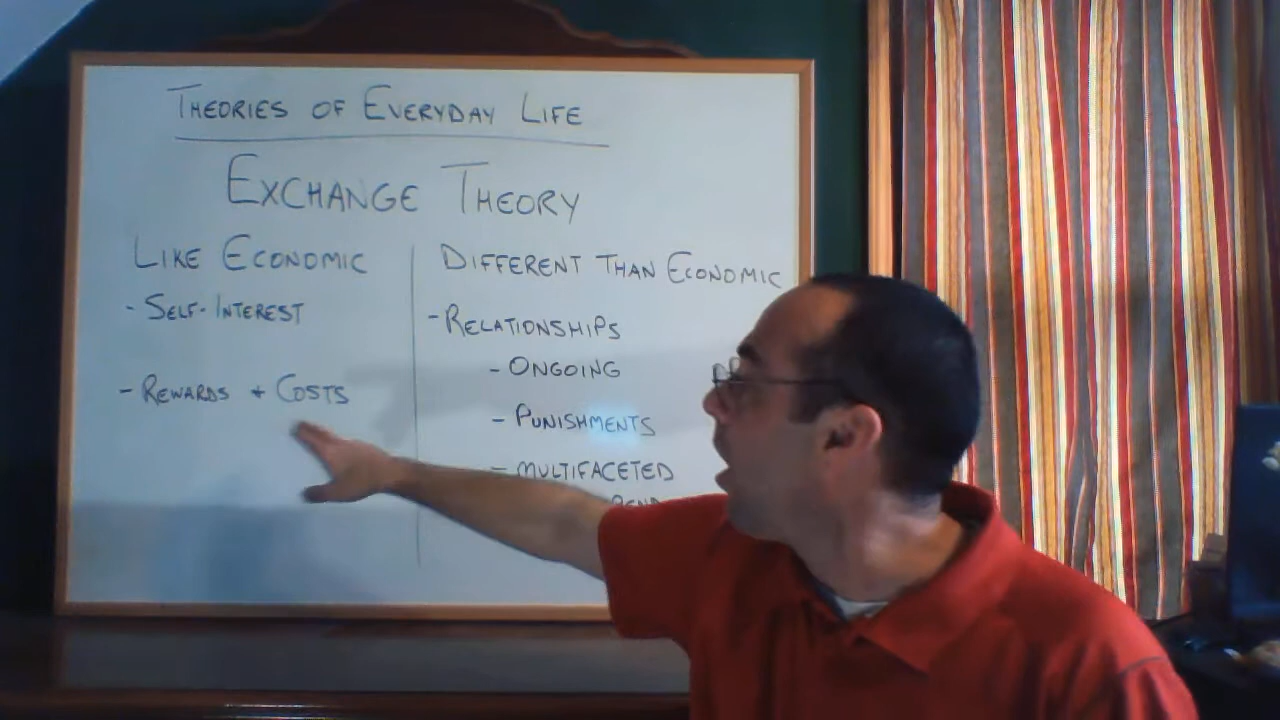 THEORIES OF EVERYDAY LIFE
EXCHANGE THEORY
LIKE ECONOMIC
- SELF-INTEREST
- REWARDS + COSTS
DIFFERENT THAN ECONOMIC
- RELATIONSHIPS
- ONGOING
- PUNISHMENTS
- MULTIFACETED